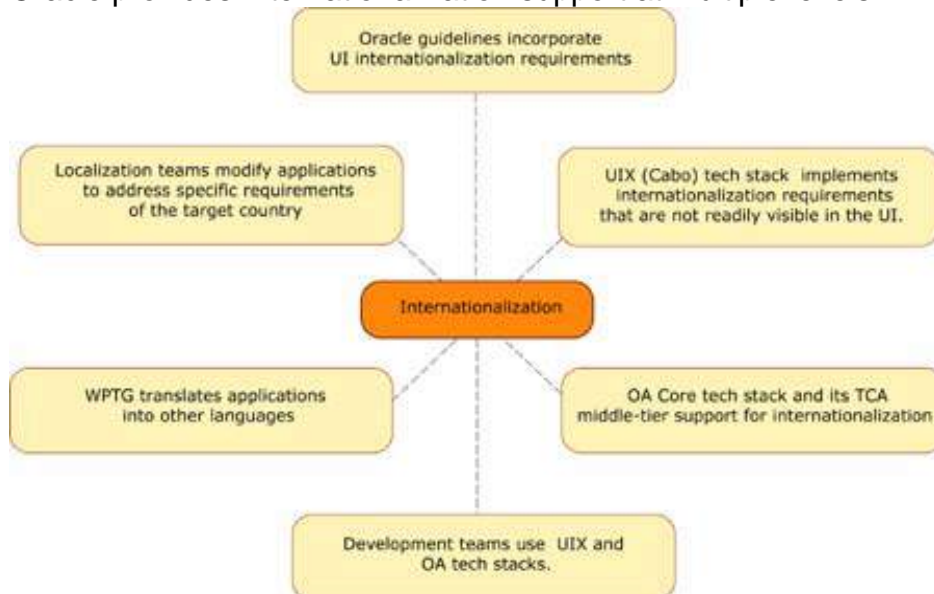 Oracle guidelines incorporate
UI internationalization requirements
Localization teams modify applications
to address specific requirements
of the target country
UIX (Cabo) tech stack implements
internationalization requirements
that are not readily visible in the UI.
Internationalization
WPTG translates applications
into other languages
OA Core tech stack and its TCA
middle-tier support for internationalization
Development teams use UIX and
OA tech stacks.